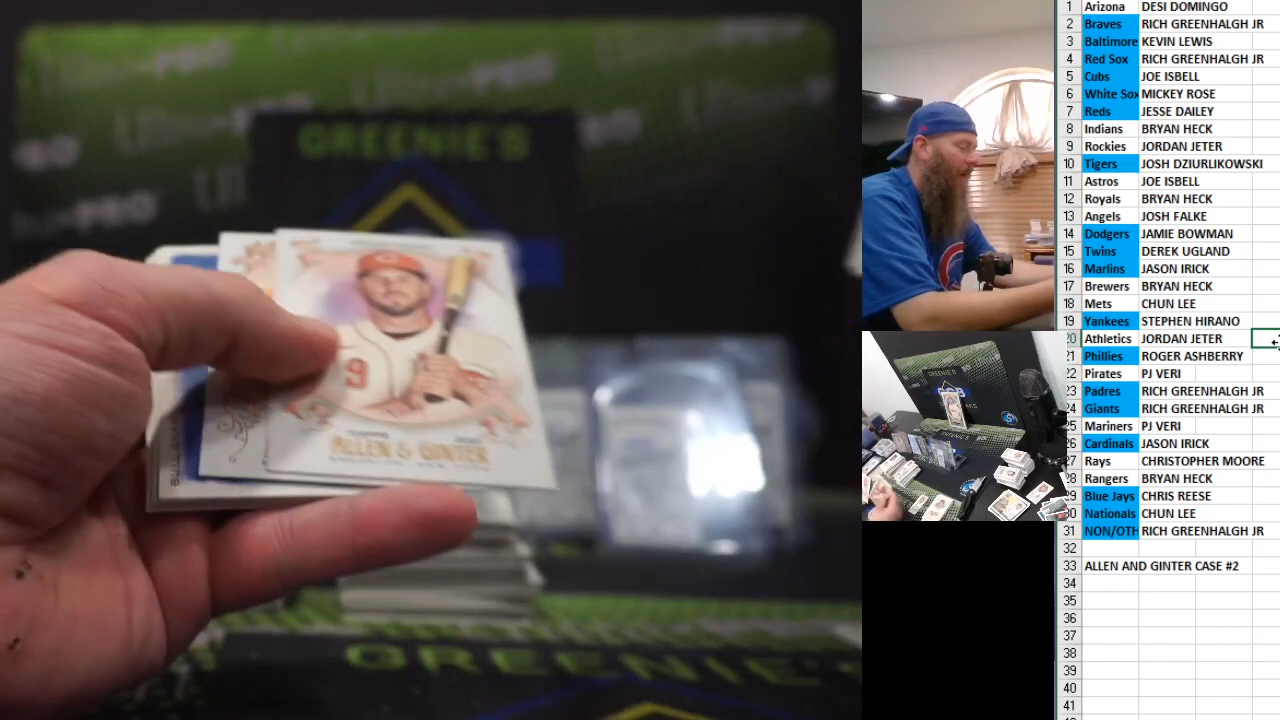 GREENIE'S
ALLEN & GINTER
GREENIE'S
1 Arizona DESI DOMINGO
2 Braves RICH GREENHALGH JR
3 Baltimore KEVIN LEWIS
4 Red Sox RICH GREENHALGH JR
5 Cubs JOE ISBELL
6 White Sox MICKEY ROSE
7 Reds JESSE DAILEY
8 Indians BRYAN HECK
9 Rockies JORDAN JETER
10 Tigers JOSH DZIURLIKOWSKI
11 Astros JOE ISBELL
12 Royals BRYAN HECK
13 Angels JOSH FALKE
14 Dodgers JAMIE BOWMAN
15 Twins DEREK UGLAND
16 Marlins JASON IRICK
17 Brewers BRYAN HECK
18 Mets CHUN LEE
19 Yankees STEPHEN HIRANO
20 Athletics JORDAN JETER
21 Phillies ROGER ASHBERRY
22 Pirates PJ VERI
23 Padres RICH GREENHALGH JR
24 Giants RICH GREENHALGH JR
25 Mariners PJ VERI
26 Cardinals JASON IRICK
27 Rays CHRISTOPHER MOORE
28 Rangers BRYAN HECK
29 Blue Jays CHRIS REESE
30 Nationals CHUN LEE
31 NON/OTH RICH GREENHALGH JR
32
33 ALLEN AND GINTER CASE #2
34
35
36
37
38
39
40
41